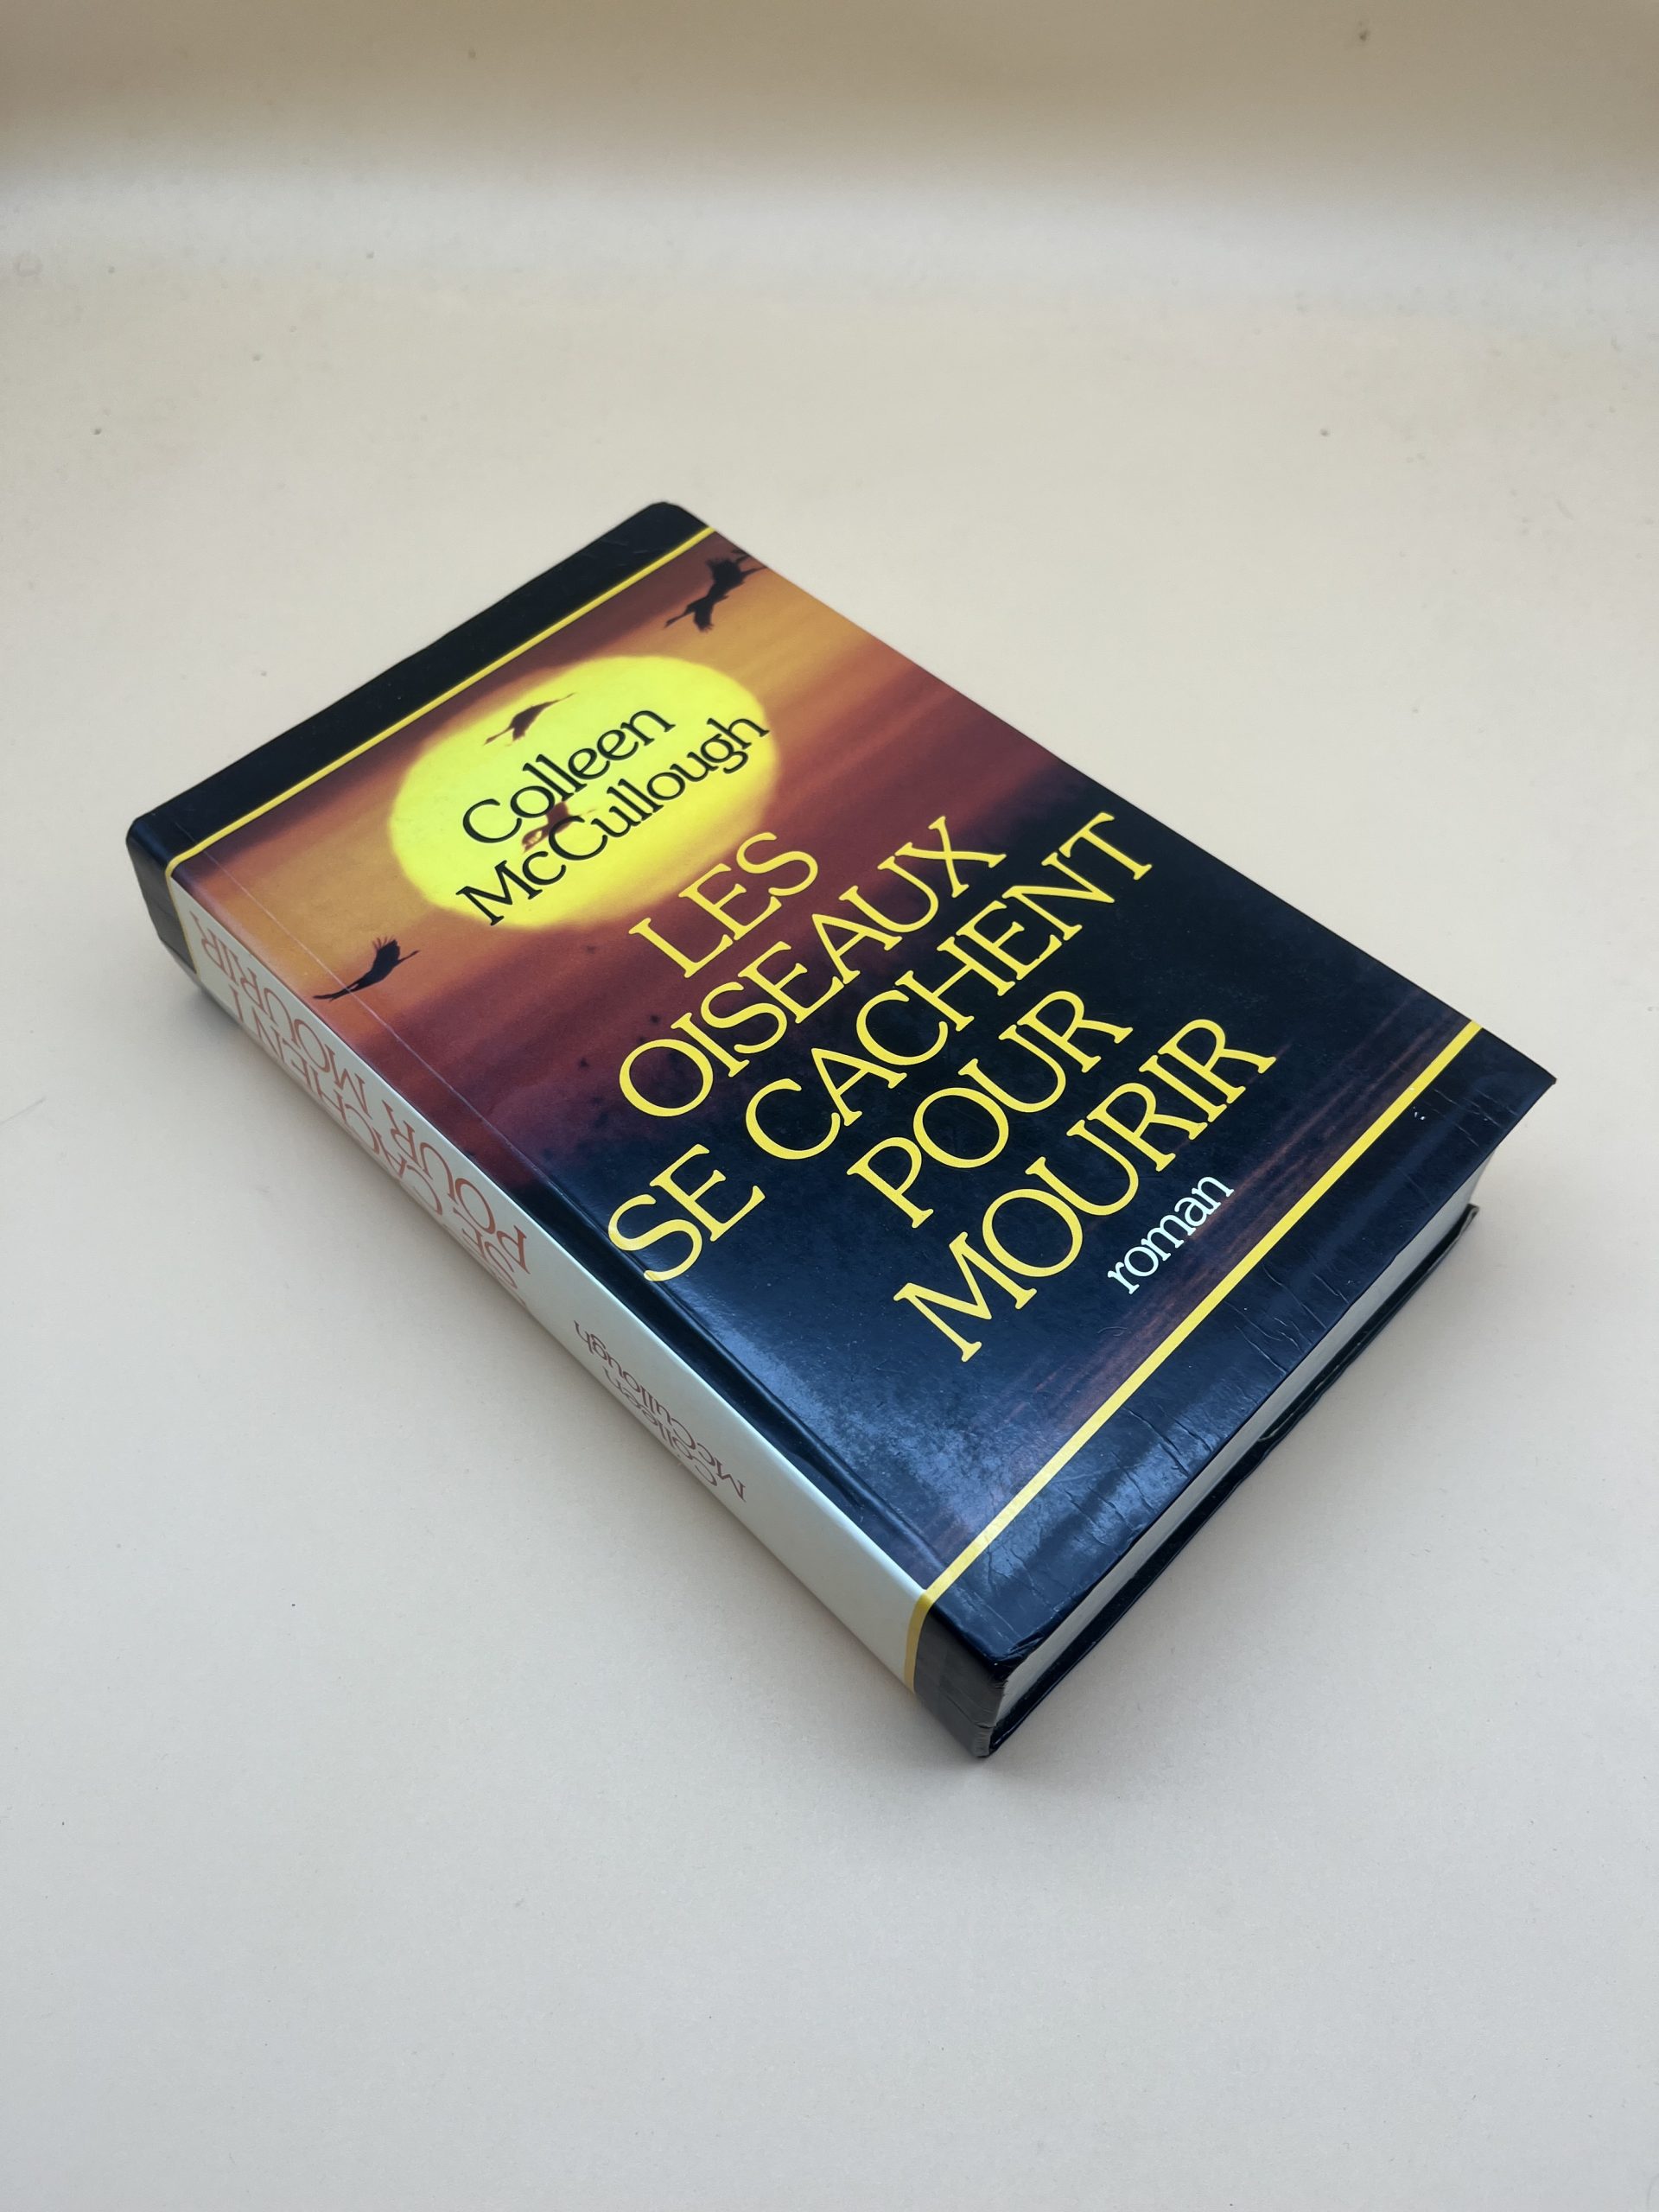 Colleen
McCullough
LES
OISEAUX
SE CACHENT
POUR
MOURIR
roman
SE CACHENT
POUR MOURIR
Colleen
McCullough